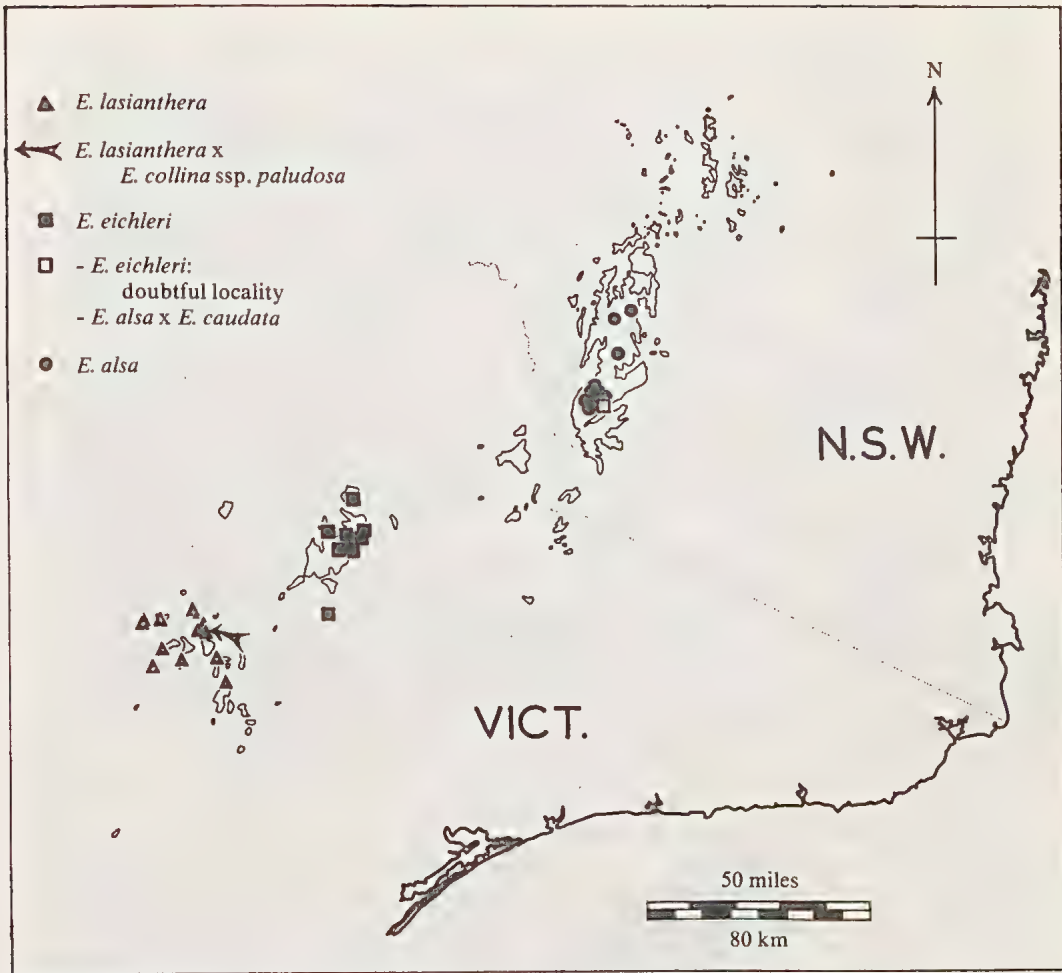 N
E. lasianthera
E. lasianthera x
E. collina ssp. paludosa
E. eichleri
- E. eichleri:
doubtful locality
- E. alsa x E. caudata
E. alsa
N.S.W.
VICT.
50 miles
80 km